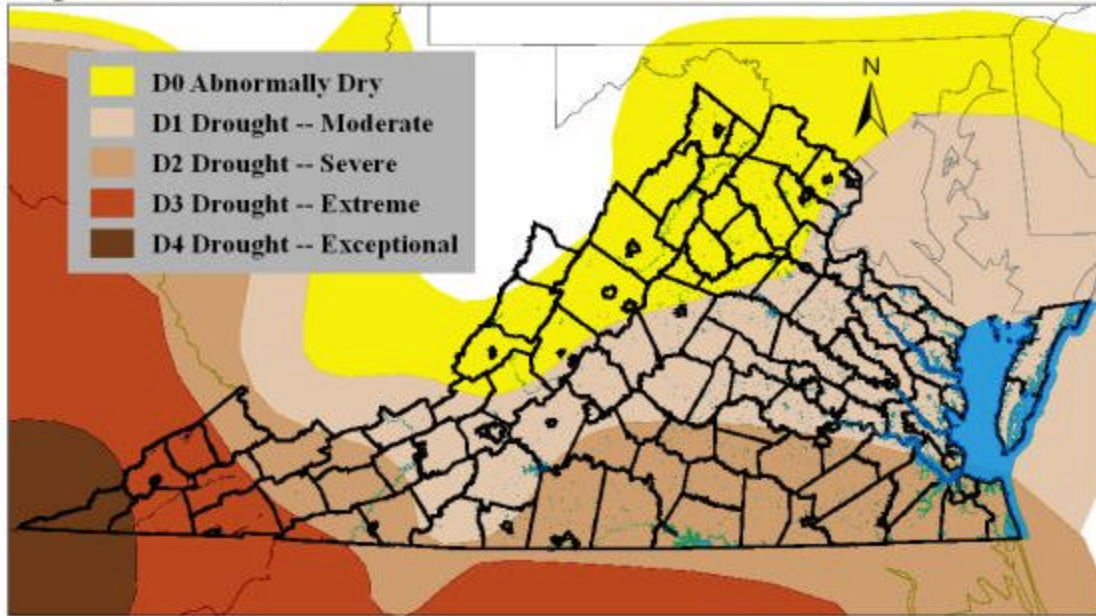 D0 Abnormally Dry
D1 Drought -- Moderate
D2 Drought -- Severe
D3 Drought -- Extreme
D4 Drought -- Exceptional
N